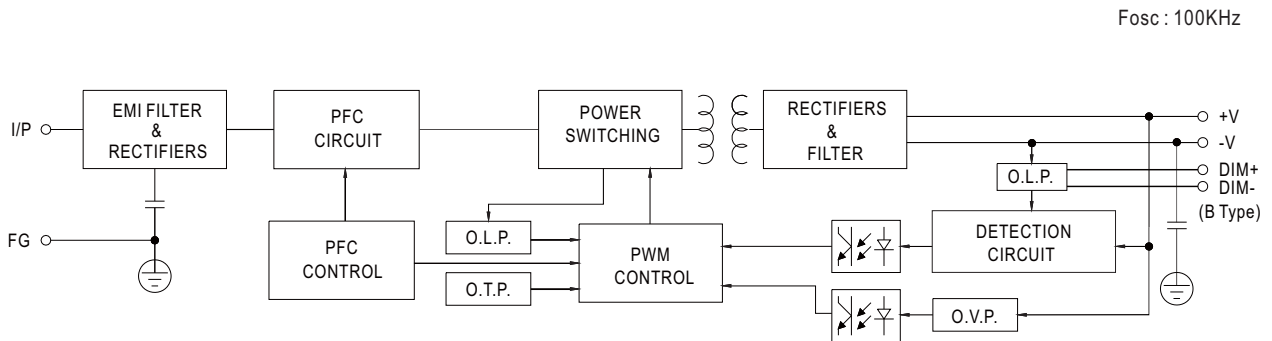 Fosc : 100KHz
I/P
EMI FILTER
&
RECTIFIERS
PFC
CIRCUIT
POWER
SWITCHING
RECTIFIERS
&
FILTER
+V
-V
DIM+
DIM-
(B Type)
O.L.P.
FG
PFC
CONTROL
O.L.P.
O.T.P.
PWM
CONTROL
DETECTION
CIRCUIT
O.V.P.